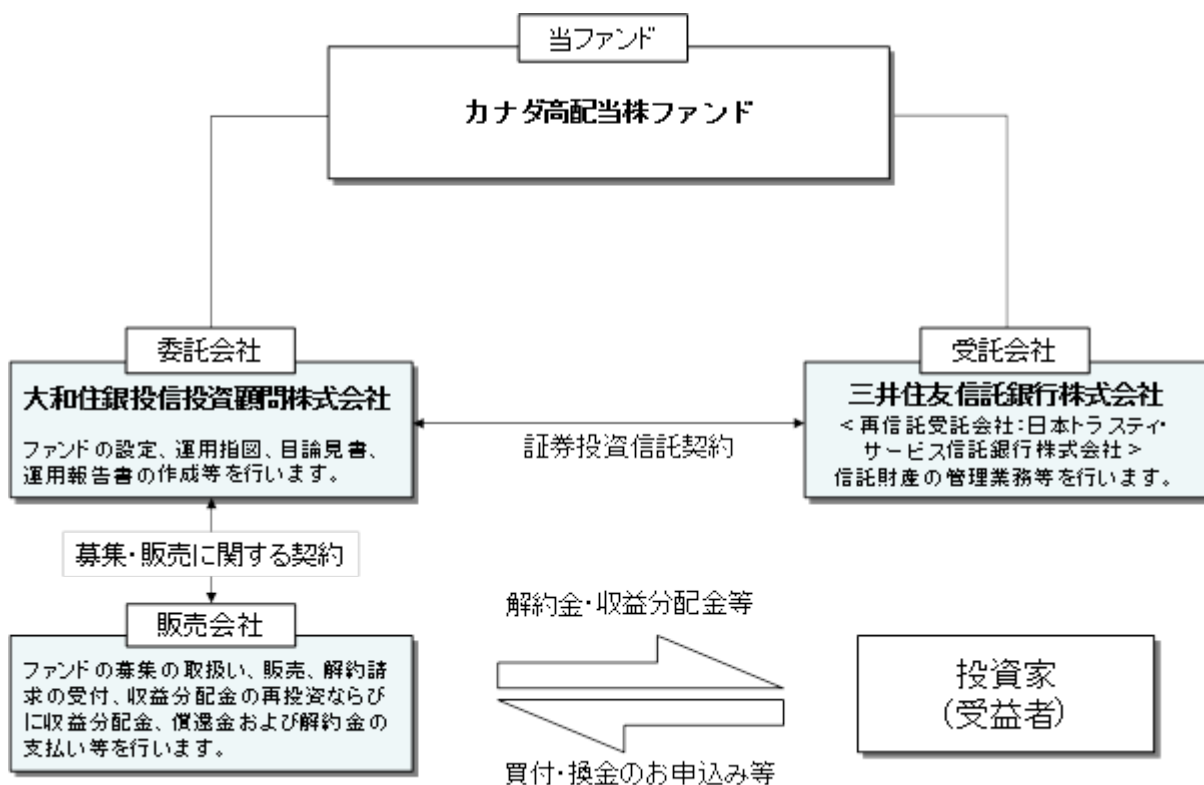 当ファンド
カナダ高配当株ファンド
委託会社
大和住銀投信投資顧問株式会社
ファンドの設定、運用指図、目論見書、
運用報告書の作成等を行います。
証券投資信託契約
受託会社
三井住友信託銀行株式会社
＜再信託受託会社：日本トラスティ・
サービス信託銀行株式会社＞
信託財産の管理業務等を行います。
募集・販売に関する契約
販売会社
ファンドの募集の取扱い、販売、解約請
求の受付、収益分配金の再投資ならび
に収益分配金、償還金および解約金の
支払い等を行います。
解約金・収益分配金等
買付・換金のお申込み等
投資家
(受益者)